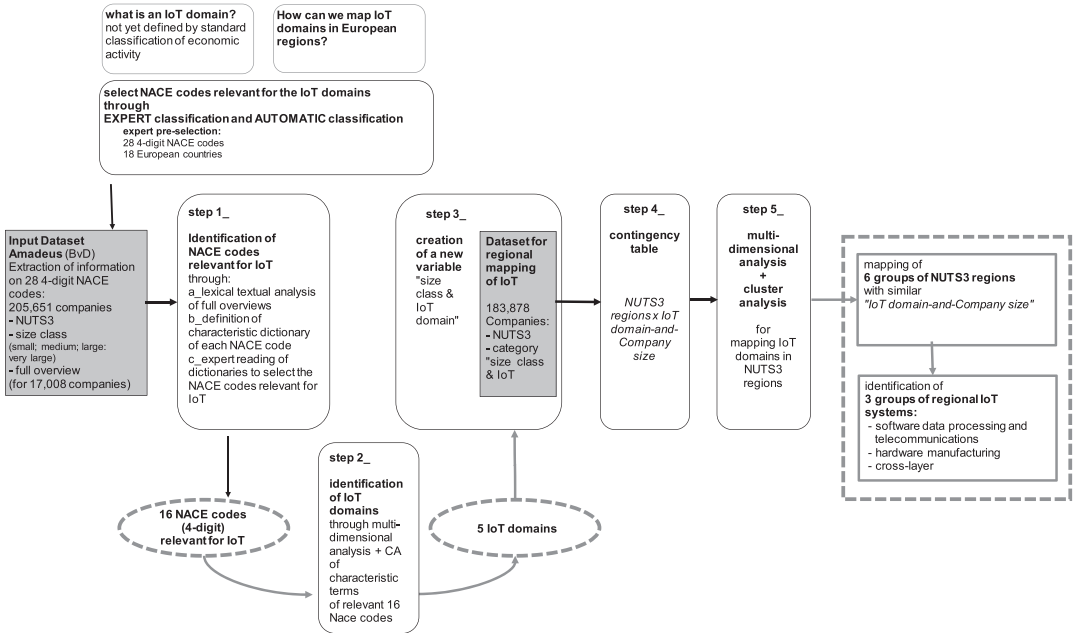 what is an IoT domain?
not yet defined by standard
classification of economic
activity
How can we map IoT
domains in European
regions?
select NACE codes relevant for the IoT domains
through
EXPERT classification and AUTOMATIC classification
expert pre-selection:
28 4-digit NACE codes
18 European countries
Input Dataset
Amadeus (BvD)
Extraction of information
on 28 4-digit NACE
codes:
205,651 companies
- NUTS3
- size class
(small; medium; large:
very large)
- full overview
(for 17,008 companies)
step 1_
Identification of
NACE codes
relevant for IoT
through:
a_lexical textual analysis
of full overviews
b_definition of
characteristic dictionary
of each NACE code
c_expert reading of
dictionaries to select the
NACE codes relevant for
IoT
16 NACE codes
(4-digit)
relevant for IoT
step 2_
identification
of IoT
domains
through multi-
dimensional
analysis + CA
of
characteristic
terms
of relevant 16
Nace codes
5 IoT domains
step 3_
creation
of a new
variable
"size
class &
IoT
domain"
Dataset for
regional
mapping
of IoT
183,878
Companies:
- NUTS3
- category
"size class
& IoT
step 4_
contingency
table
NUTS3
regions x IoT
domain-and-
Company
size
step 5_
multi-
dimensional
analysis
+
cluster
analysis
for
mapping IoT
domains in
NUTS3
regions
mapping of
6 groups of NUTS3 regions
with similar
"IoT domain-and-Company size"
identification of
3 groups of regional IoT
systems:
- software data processing and
telecommunications
- hardware manufacturing
- cross-layer